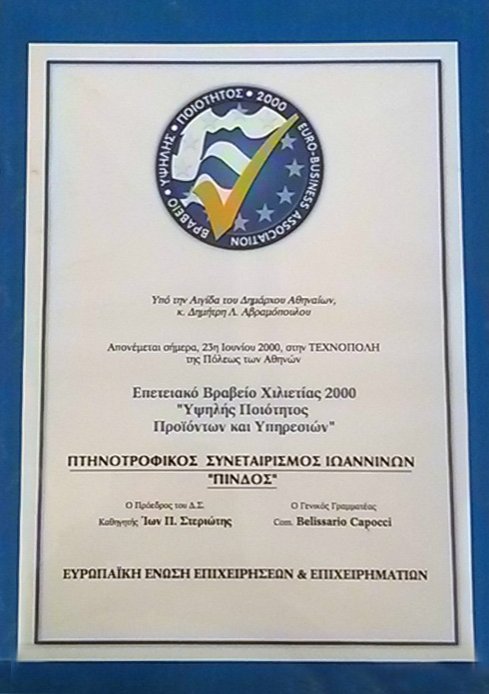 ΒΡΑΒΕΙΟ • ΥΨΗΛΗΣ • ΠΟΙΟΤΗΤΟΣ • 2000
EURO-BUSINESS ASSOCIATION
Υπό την Αιγίδα του Δημάρχου Αθηναίων,
κ. Δημήτρη Λ. Αβραμόπουλου
Απονέμεται σήμερα, 23η Ιουνίου 2000, στην ΤΕΧΝΟΠΟΛΗ
της Πόλεως των Αθηνών
Επετειακό Βραβείο Χιλιετίας 2000
"Υψηλής Ποιότητος
Προϊόντων και Υπηρεσιών"
ΠΤΗΝΟΤΡΟΦΙΚΟΣ ΣΥΝΕΤΑΙΡΙΣΜΟΣ ΙΩΑΝΝΙΝΩΝ
"ΠΙΝΔΟΣ"
Ο Πρόεδρος του Δ.Σ. Ο Γενικός Γραμματέας
Καθηγητής Ίων Π. Στεριώτης Com. Belissario Capocci
ΕΥΡΩΠΑΪΚΗ ΕΝΩΣΗ ΕΠΙΧΕΙΡΗΣΕΩΝ & ΕΠΙΧΕΙΡΗΜΑΤΙΩΝ